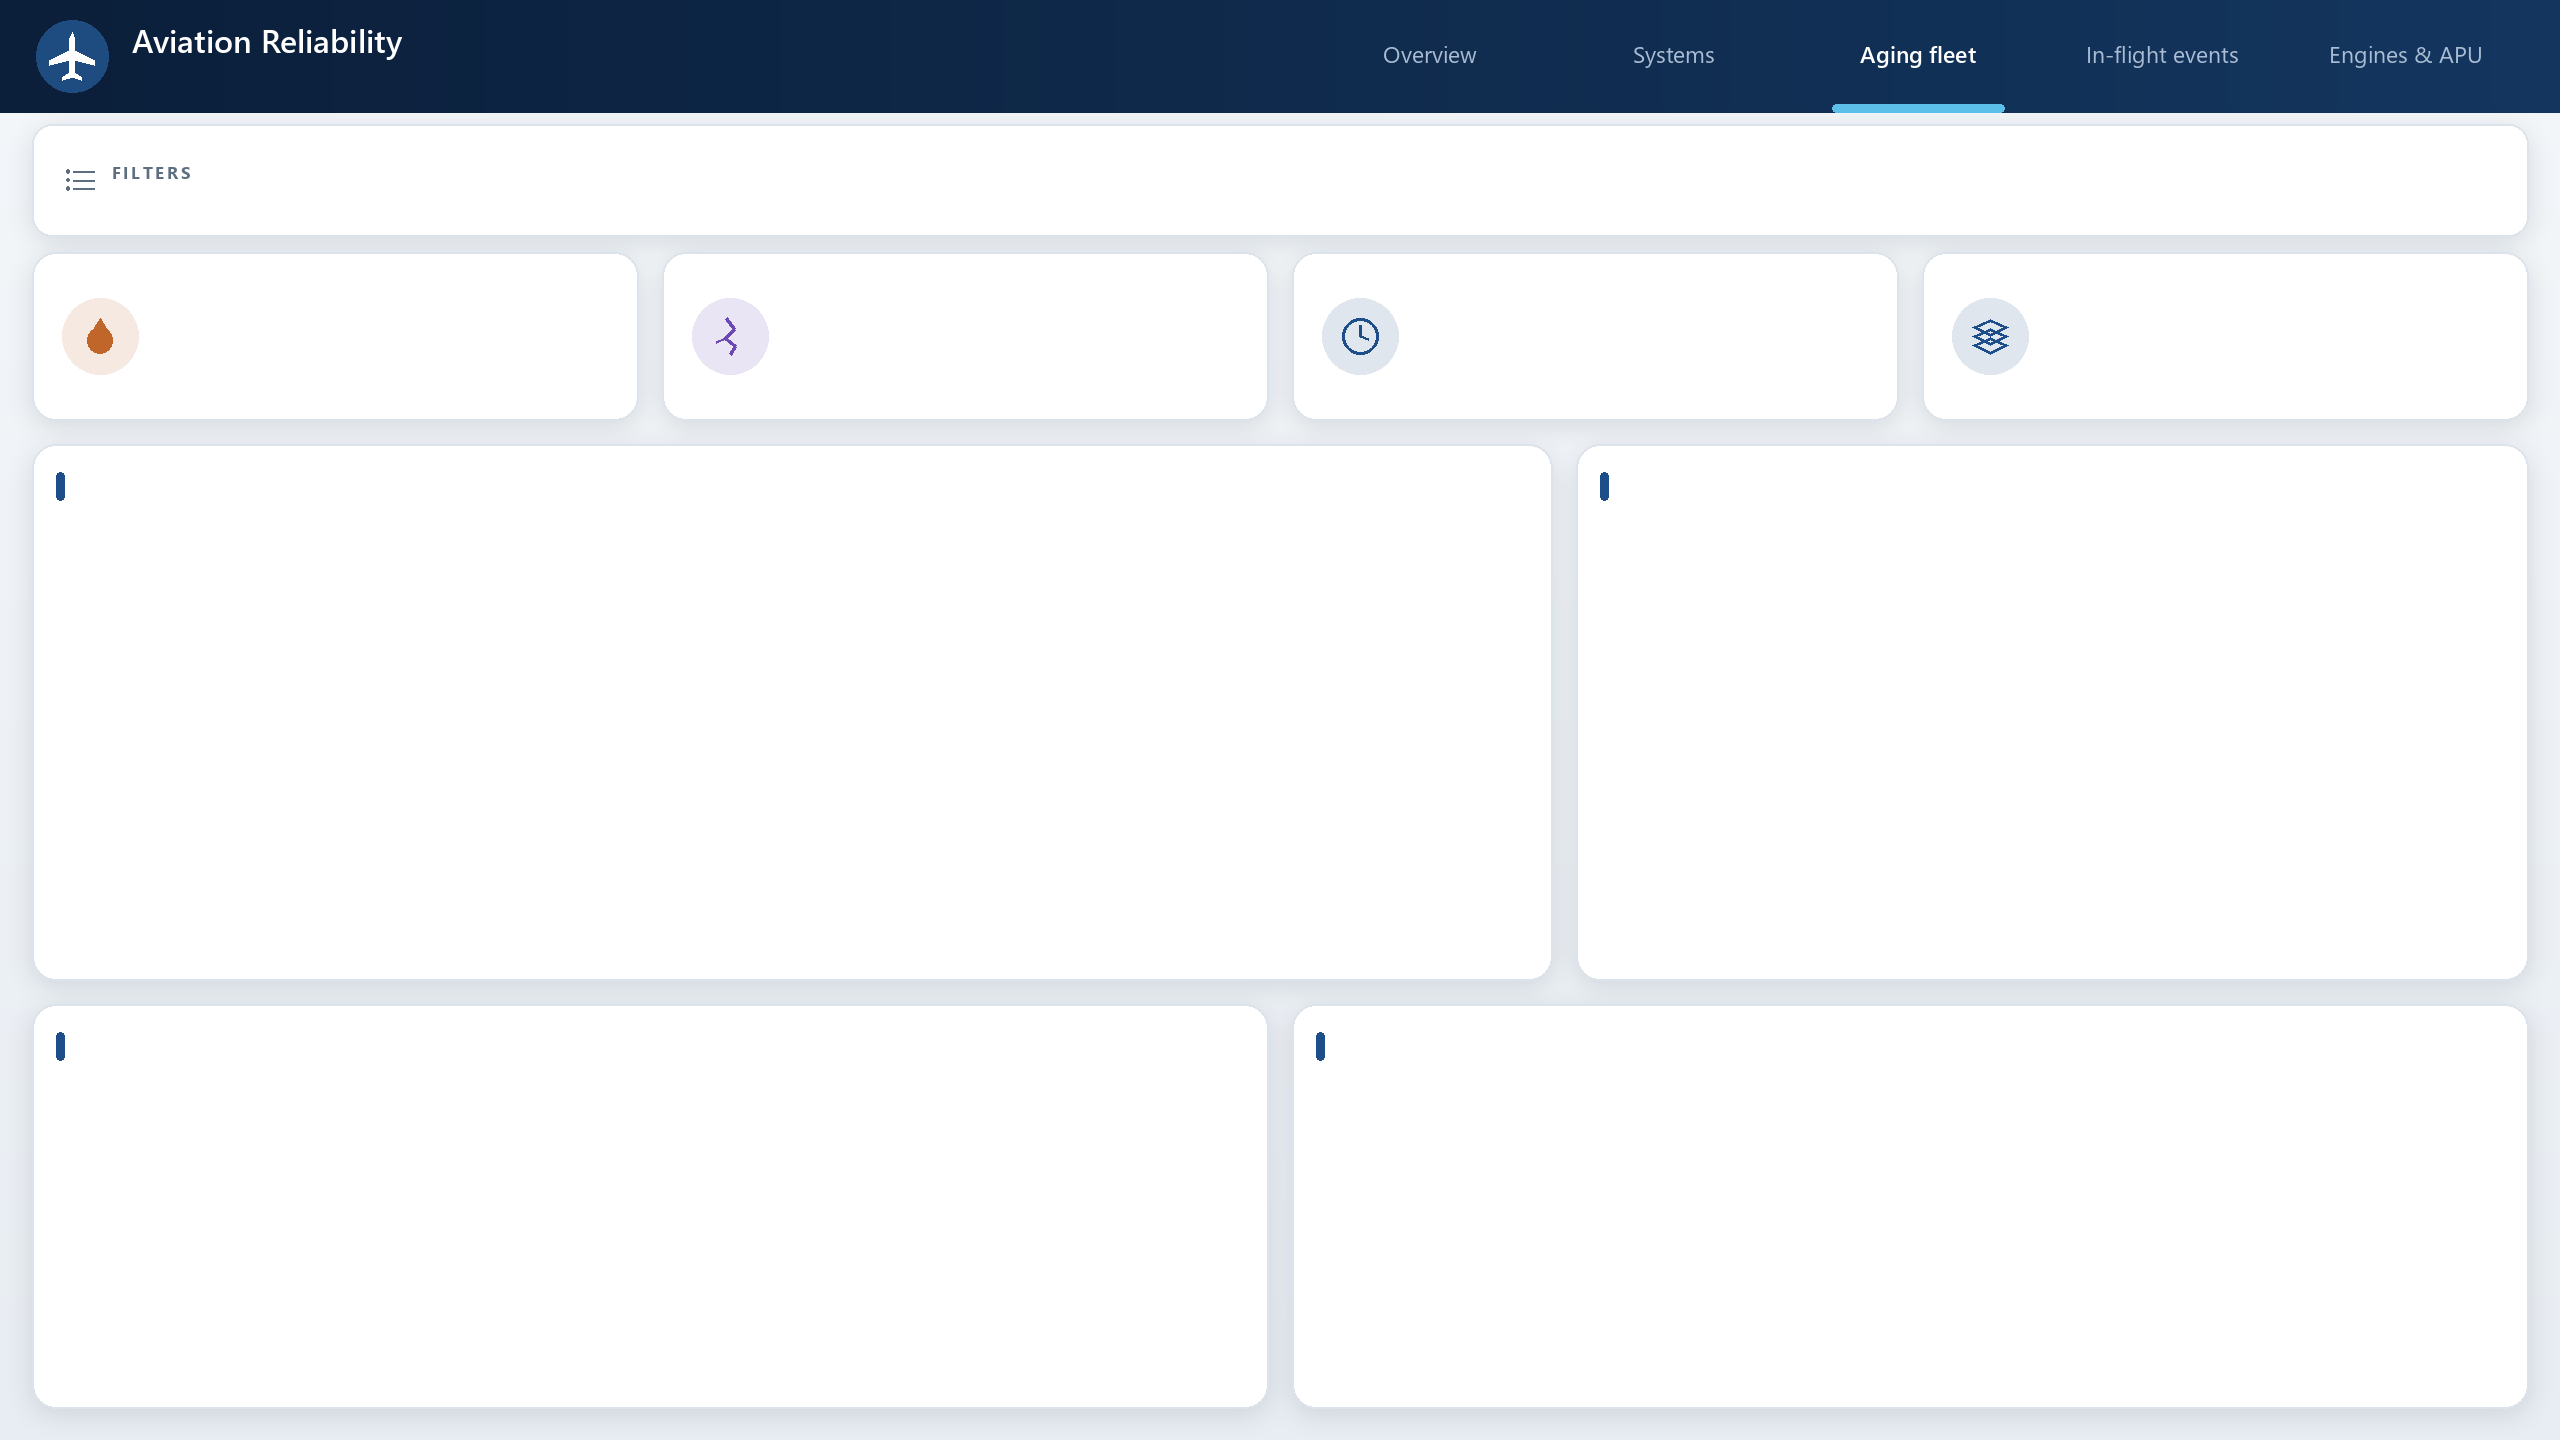 Aviation Reliability
Overview
Systems
Aging fleet
In-flight events
Engines & APU
FILTERS